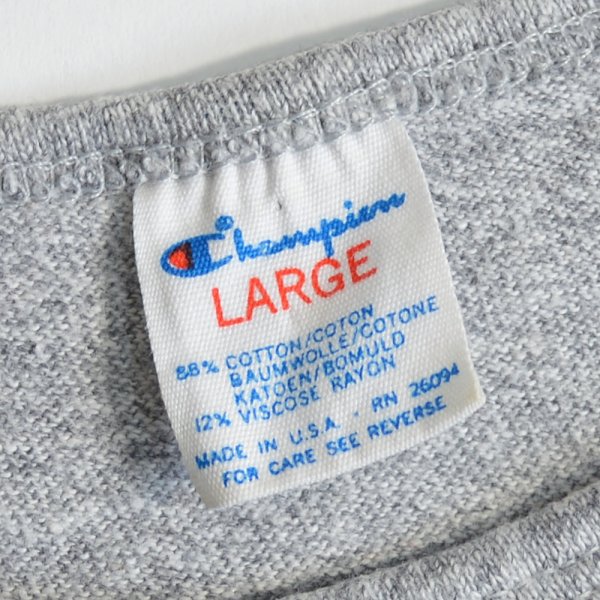 Champion
LARGE
88% COTTON/COTON
BAUMWOLLE/COTONE
KATOEN/BOMULD
12% VISCOSE RAYON
MADE IN U.S.A. - RN 26094
FOR CARE SEE REVERSE